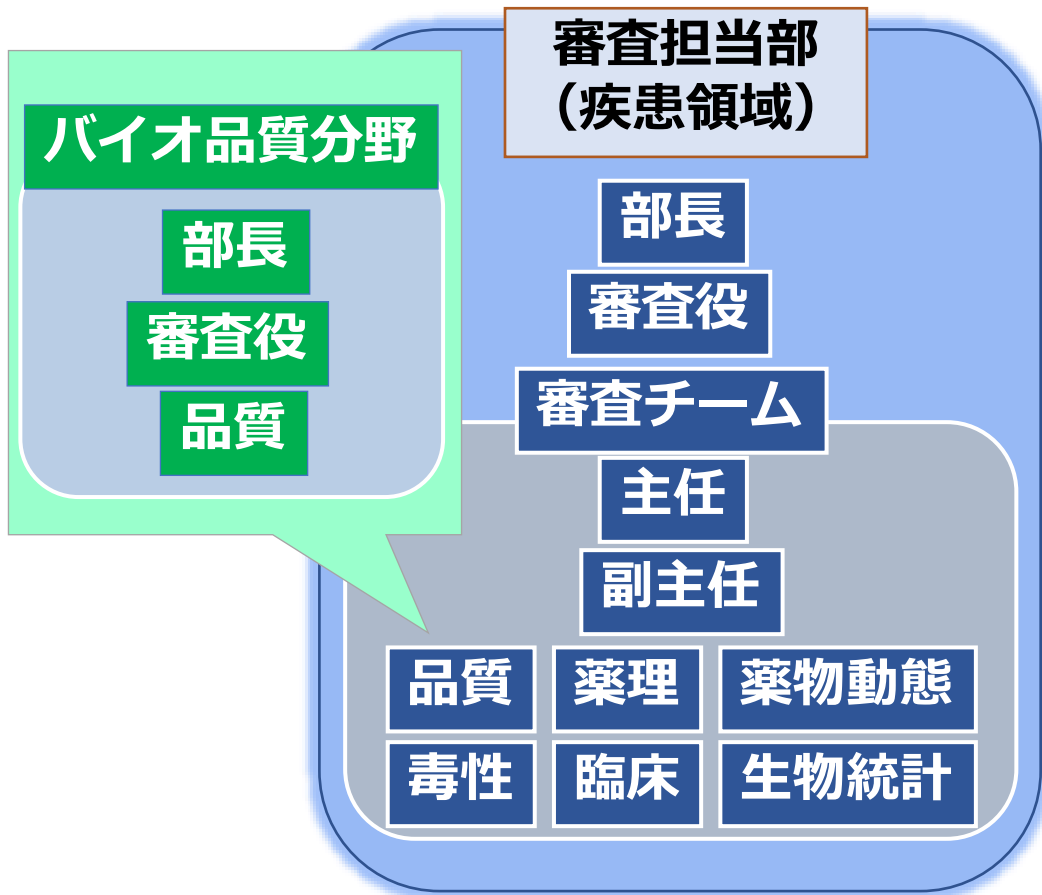 審査担当部
（疾患領域）
バイオ品質分野
部長
審査役
品質
部長
審査役
審査チーム
主任
副主任
品質 薬理 薬物動態
毒性 臨床 生物統計